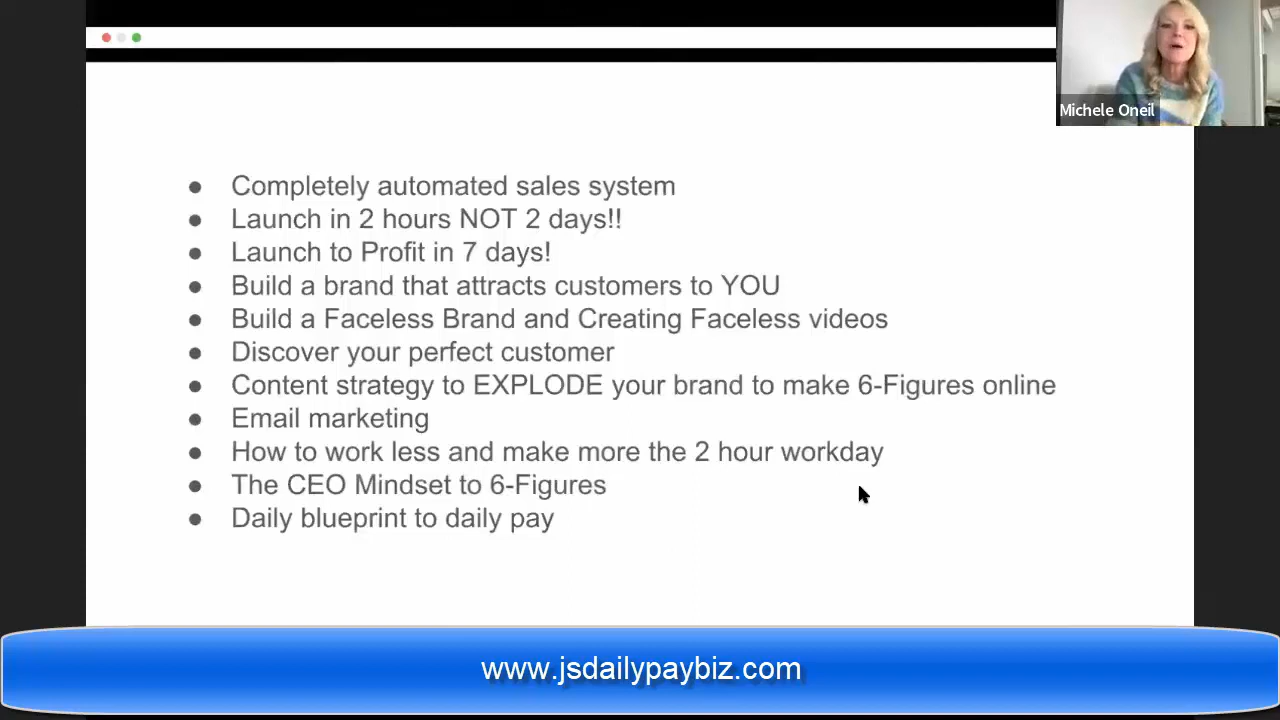 Michele Oneil
Completely automated sales system
Launch in 2 hours NOT 2 days!!
Launch to Profit in 7 days!
Build a brand that attracts customers to YOU
Build a Faceless Brand and Creating Faceless videos
Discover your perfect customer
Content strategy to EXPLODE your brand to make 6-Figures online
Email marketing
How to work less and make more the 2 hour workday
The CEO Mindset to 6-Figures
Daily blueprint to daily pay
www.jsdailypaybiz.com